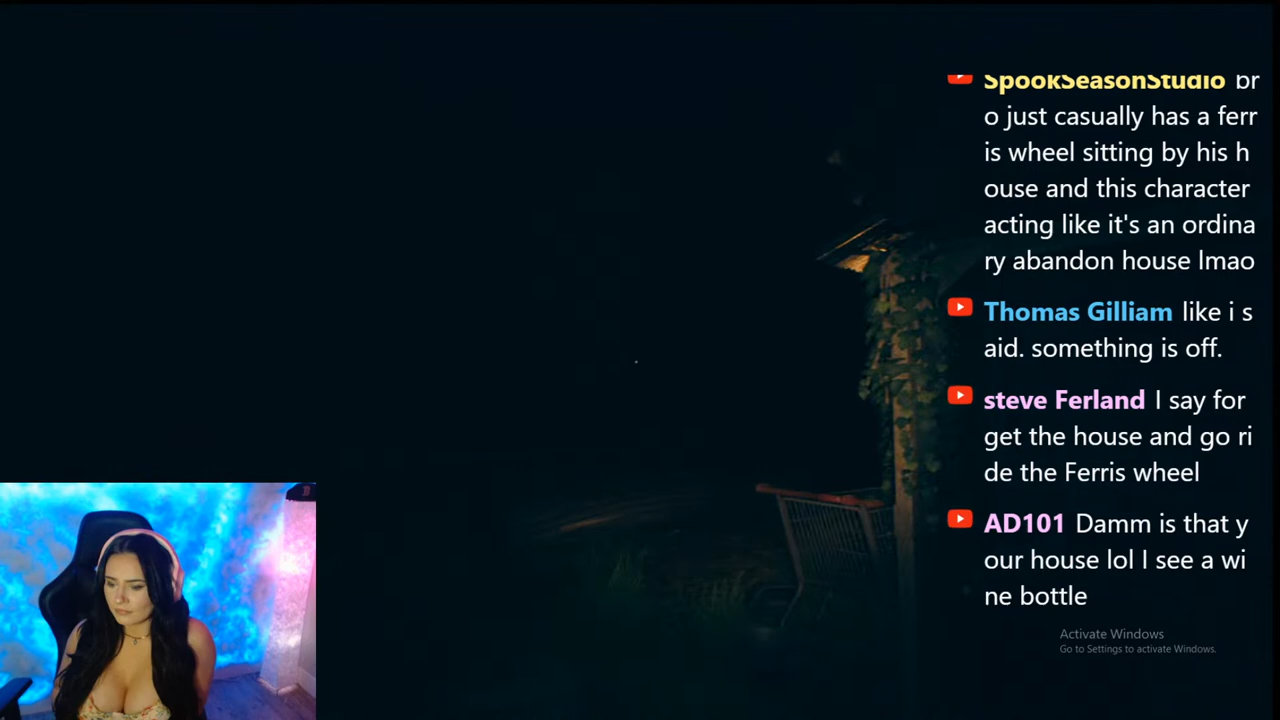 SpookSeasonStudio br
o just casually has a ferr
is wheel sitting by his h
ouse and this character
acting like it's an ordina
ry abandon house lmao
Thomas Gilliam like i s
aid. something is off.
steve Ferland I say for
get the house and go ri
de the Ferris wheel
AD101 Damm is that y
our house lol I see a wi
ne bottle
Activate Windows
Go to Settings to activate Windows.